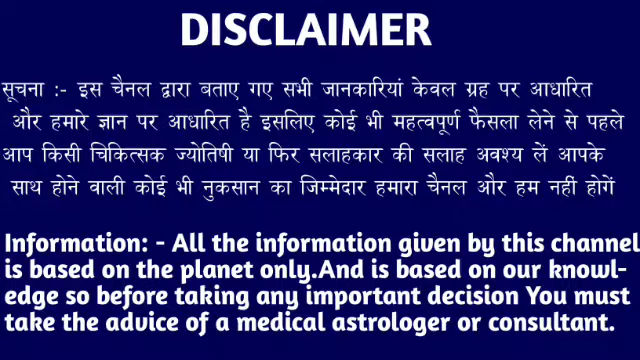 DISCLAIMER
सूचना :- इस चैनल द्वारा बताए गए सभी जानकारियां केवल ग्रह पर आधारित
और हमारे ज्ञान पर आधारित है इसलिए कोई भी महत्वपूर्ण फैसला लेने से पहले
आप किसी चिकित्सक ज्योतिषी या फिर सलाहकार की सलाह अवश्य लें आपके
साथ होने वाली कोई भी नुकसान का जिम्मेदार हमारा चैनल और हम नहीं होगें
Information: - All the information given by this channel
is based on the planet only.And is based on our knowl-
edge so before taking any important decision You must
take the advice of a medical astrologer or consultant.